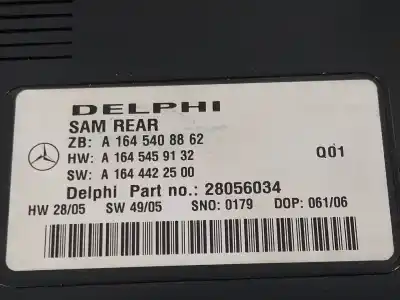 DELPHI
SAM REAR
ZB: A 164 540 88 62
HW: A 164 545 91 32 Q01
SW: A 164 442 25 00
Delphi Part no.: 28056034
HW 28/05 SW 49/05 SNO: 0179 DOP: 061/06